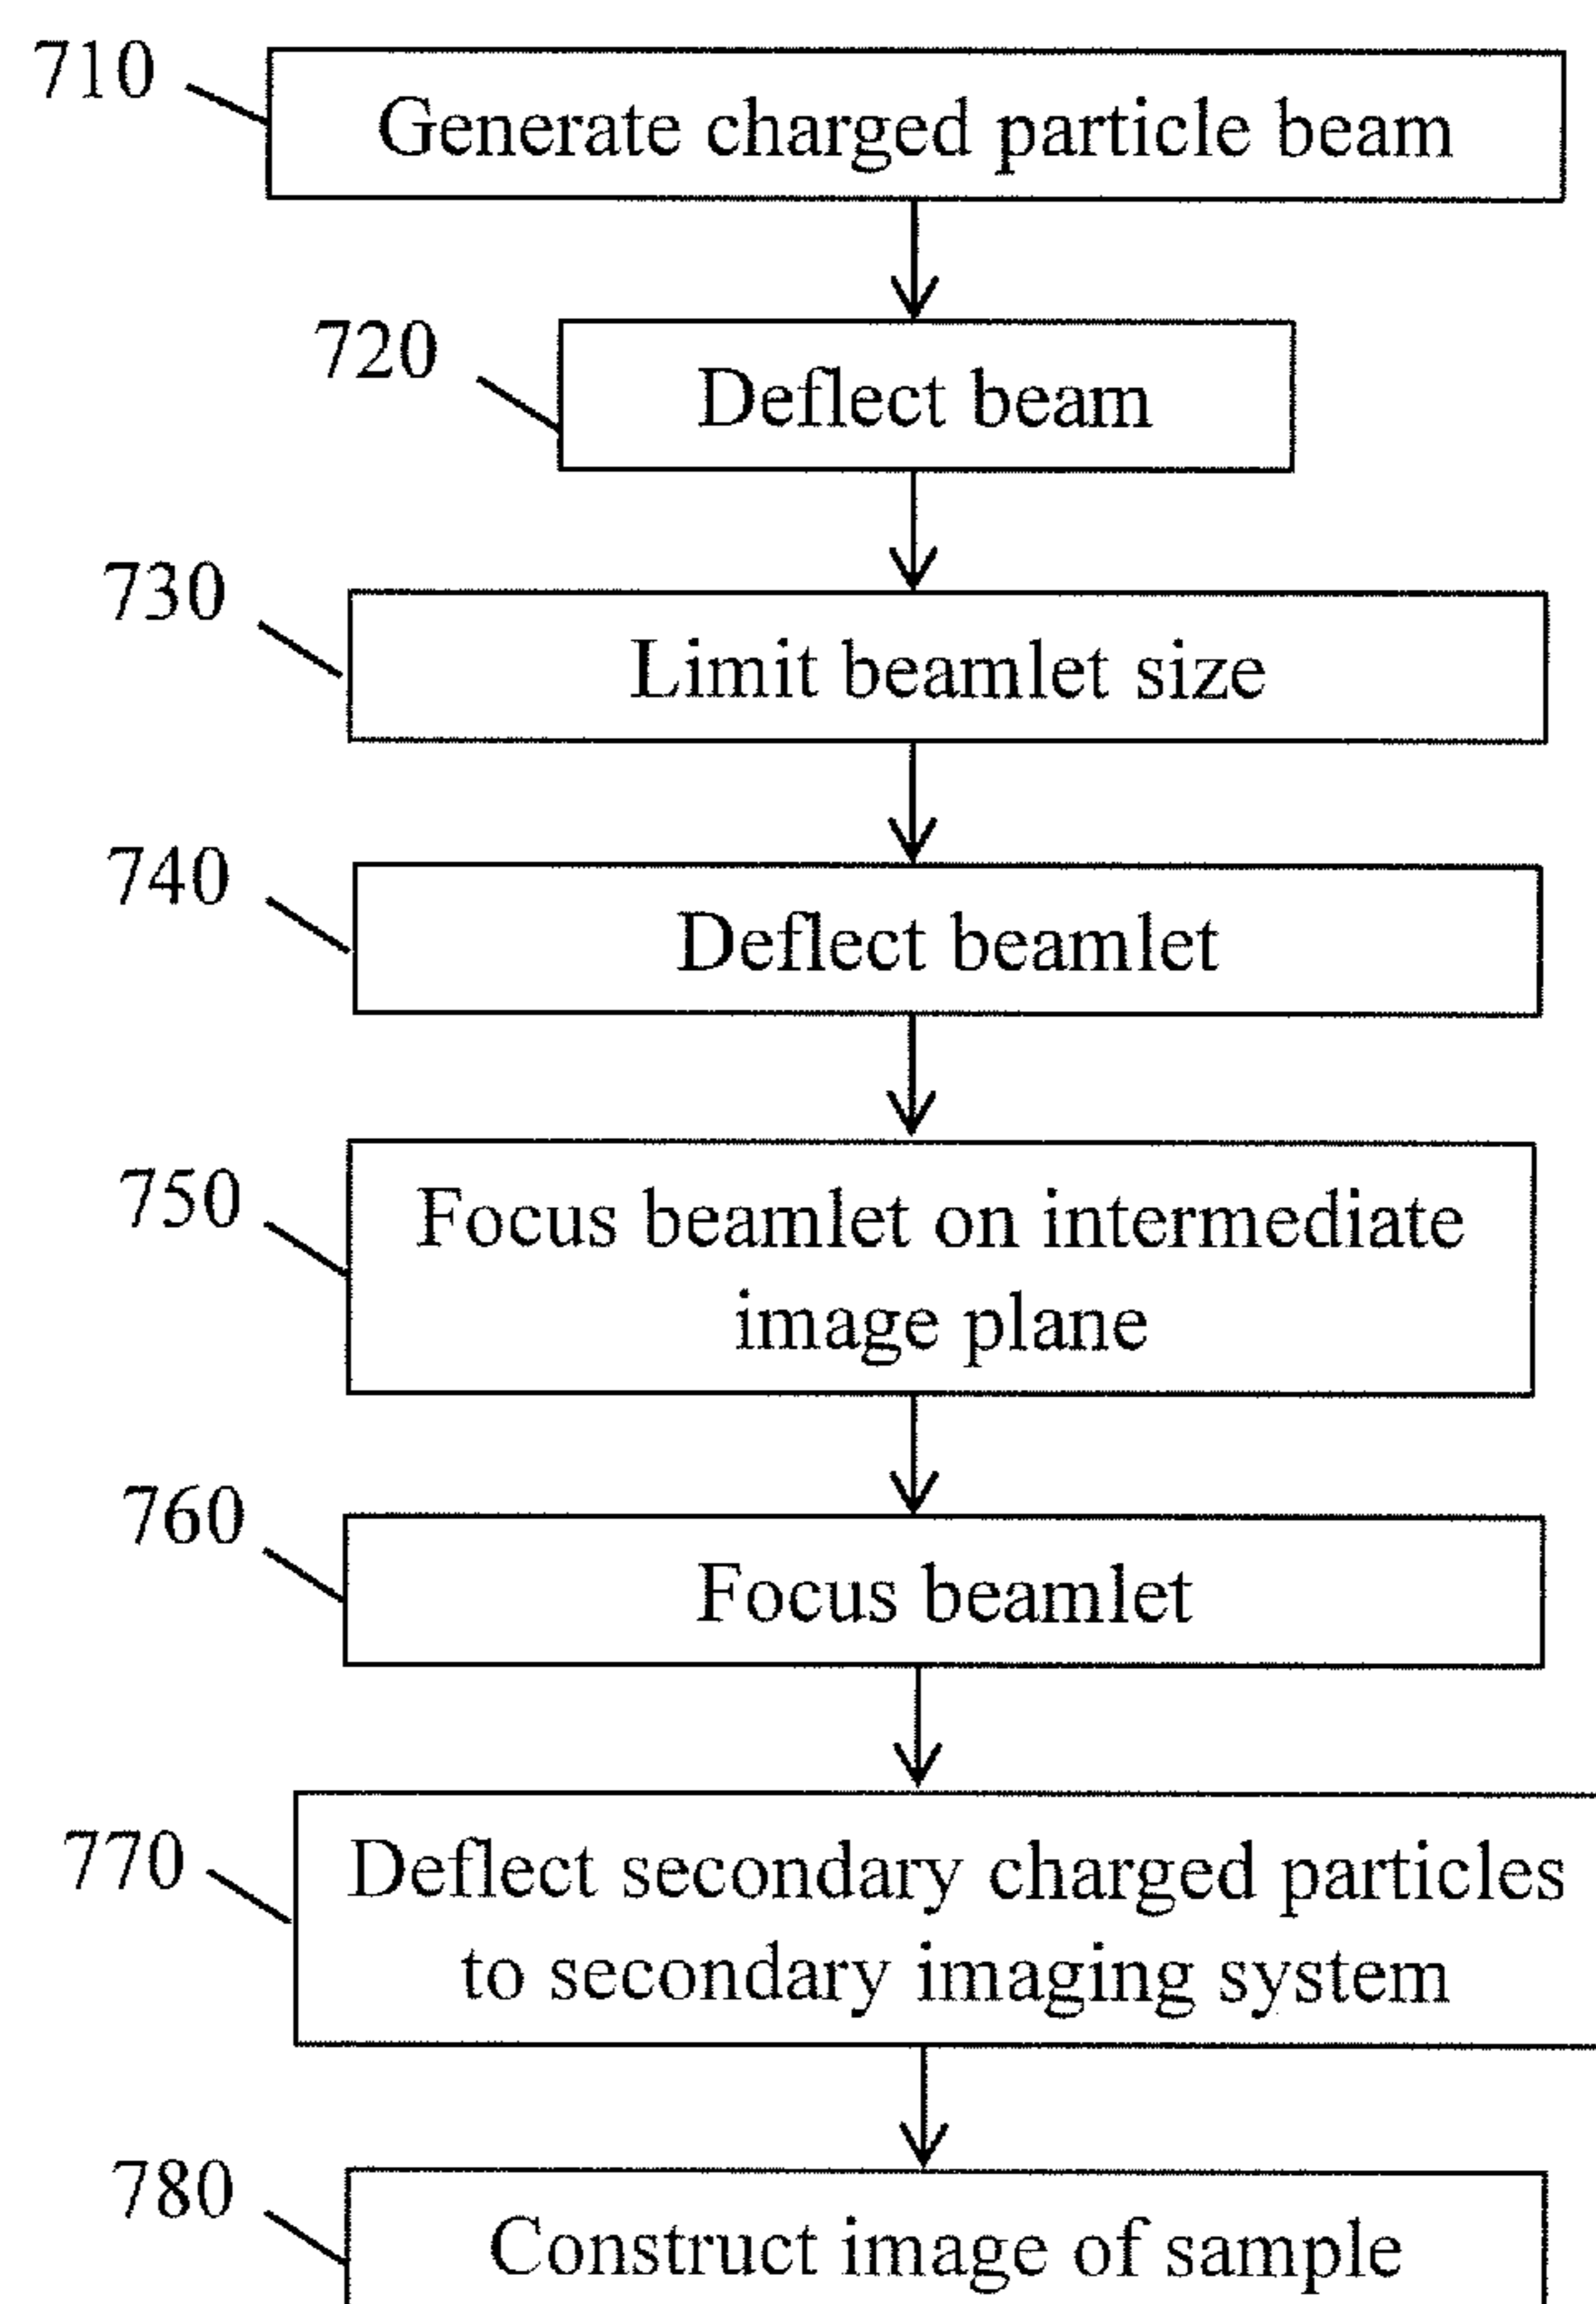 710
Generate charged particle beam
720
Deflect beam
730
Limit beamlet size
740
Deflect beamlet
750
Focus beamlet on intermediate
image plane
760
Focus beamlet
770
Deflect secondary charged particles
to secondary imaging system
780
Construct image of sample